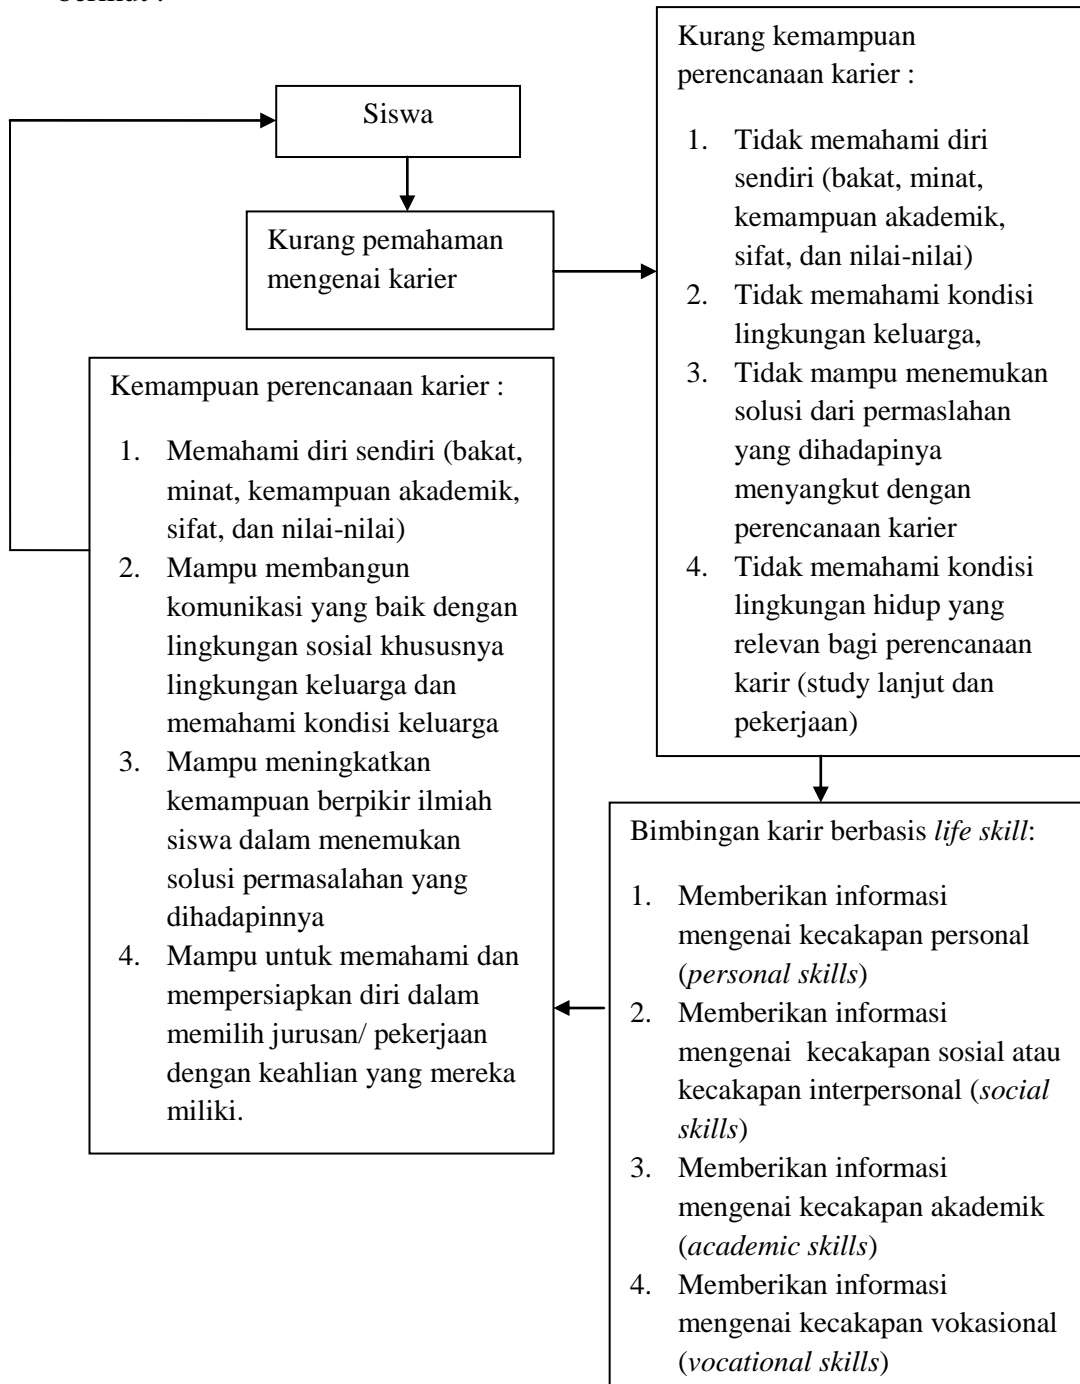 Siswa
Kurang pemahaman
mengenai karier
Kurang kemampuan
perencanaan karier :
1. Tidak memahami diri
sendiri (bakat, minat,
kemampuan akademik,
sifat, dan nilai-nilai)
2. Tidak memahami kondisi
lingkungan keluarga,
3. Tidak mampu menemukan
solusi dari permaslahan
yang dihadapinya
menyangkut dengan
perencanaan karier
4. Tidak memahami kondisi
lingkungan hidup yang
relevan bagi perencanaan
karir (study lanjut dan
pekerjaan)
Bimbingan karir berbasis life skill:
1. Memberikan informasi
mengenai kecakapan personal
(personal skills)
2. Memberikan informasi
mengenai kecakapan sosial atau
kecakapan interpersonal (social
skills)
3. Memberikan informasi
mengenai kecakapan akademik
(academic skills)
4. Memberikan informasi
mengenai kecakapan vokasional
(vocational skills)
Kemampuan perencanaan karier :
1. Memahami diri sendiri (bakat,
minat, kemampuan akademik,
sifat, dan nilai-nilai)
2. Mampu membangun
komunikasi yang baik dengan
lingkungan sosial khususnya
lingkungan keluarga dan
memahami kondisi keluarga
3. Mampu meningkatkan
kemampuan berpikir ilmiah
siswa dalam menemukan
solusi permasalahan yang
dihadapinnya
4. Mampu untuk memahami dan
mempersiapkan diri dalam
memilih jurusan/ pekerjaan
dengan keahlian yang mereka
miliki.